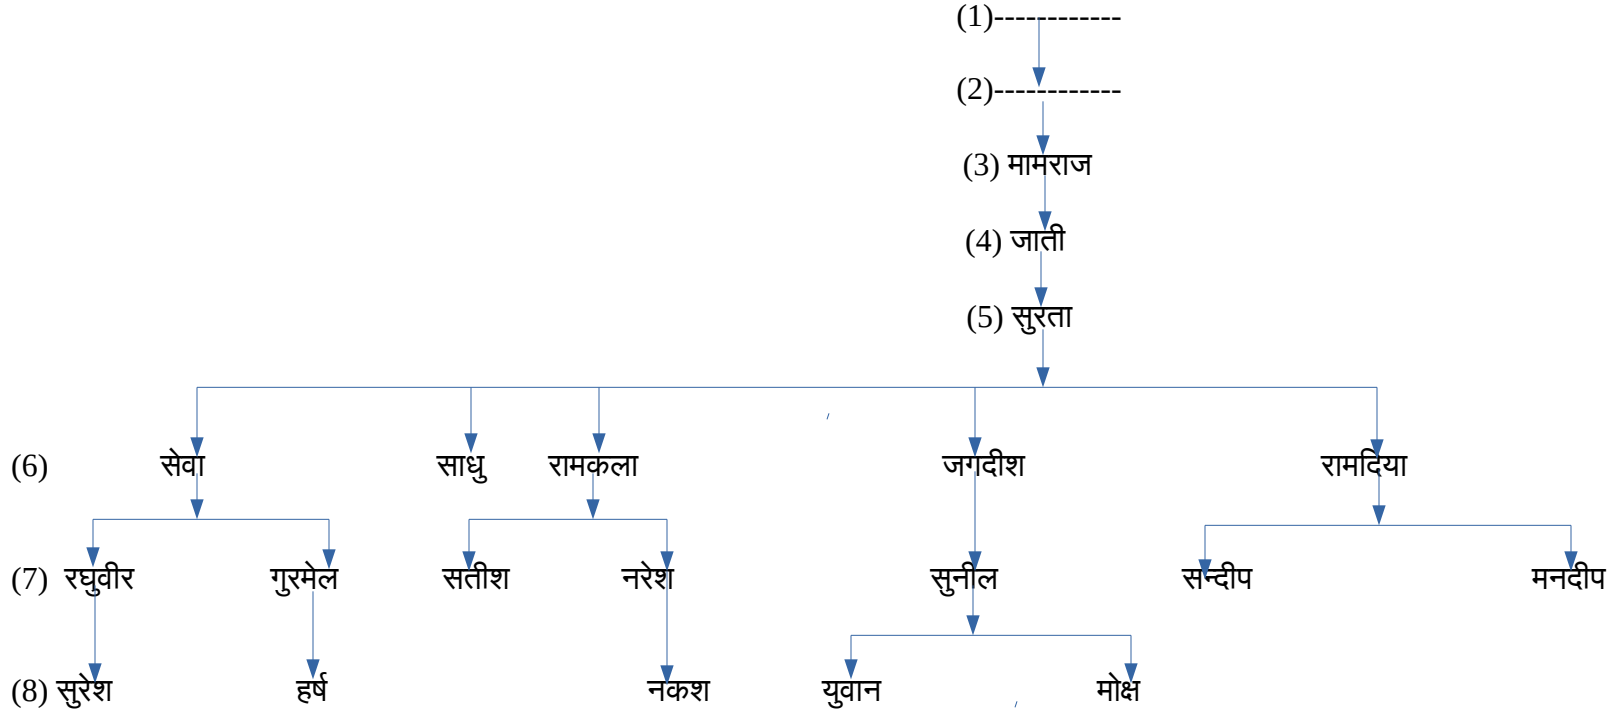 (1)------------
(2)------------
(3) मामराज
(4) जाती
(5) सुरता
(6) सेवा साधु रामकला जगदीश रामदिया
(7) रघुवीर गुरमेल सतीश नरेश सुनील सन्दीप मनदीप
(8) सुरेश हर्ष नकश युवान मोक्ष